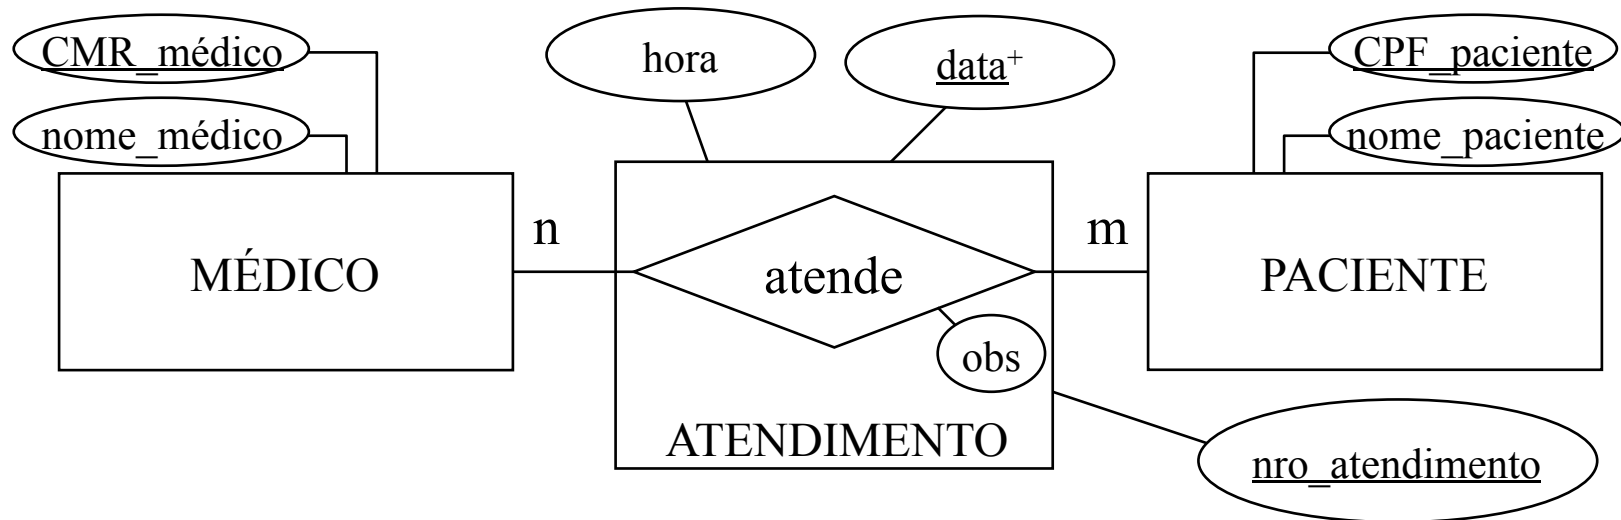 CMR_médico
hora
data+
CPF_paciente
nome_médico
nome_paciente
n
m
MÉDICO
atende
PACIENTE
obs
ATENDIMENTO
nro_atendimento